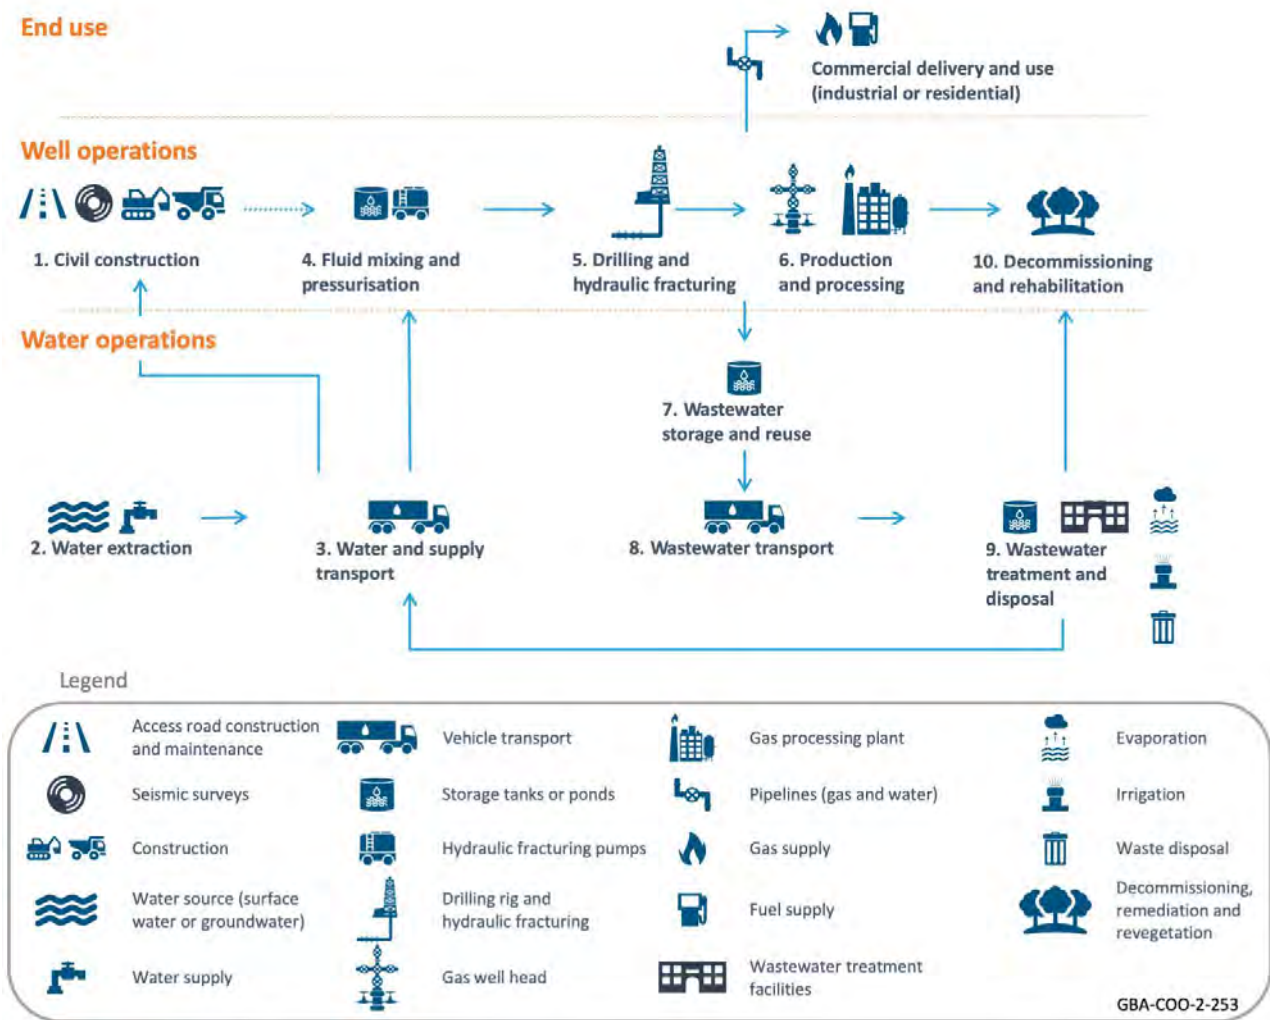 End use
Commercial delivery and use
(industrial or residential)
Well operations
1. Civil construction
4. Fluid mixing and
pressurisation
5. Drilling and
hydraulic fracturing
6. Production
and processing
10. Decommissioning
and rehabilitation
Water operations
7. Wastewater
storage and reuse
2. Water extraction
3. Water and supply
transport
8. Wastewater transport
9. Wastewater
treatment and
disposal
Legend
Access road construction
and maintenance
Seismic surveys
Construction
Water source (surface
water or groundwater)
Water supply
Vehicle transport
Storage tanks or ponds
Hydraulic fracturing pumps
Drilling rig and
hydraulic fracturing
Gas well head
Gas processing plant
Pipelines (gas and water)
Gas supply
Fuel supply
Wastewater treatment
facilities
Evaporation
Irrigation
Waste disposal
Decommissioning,
remediation and
revegetation
GBA-COO-2-253